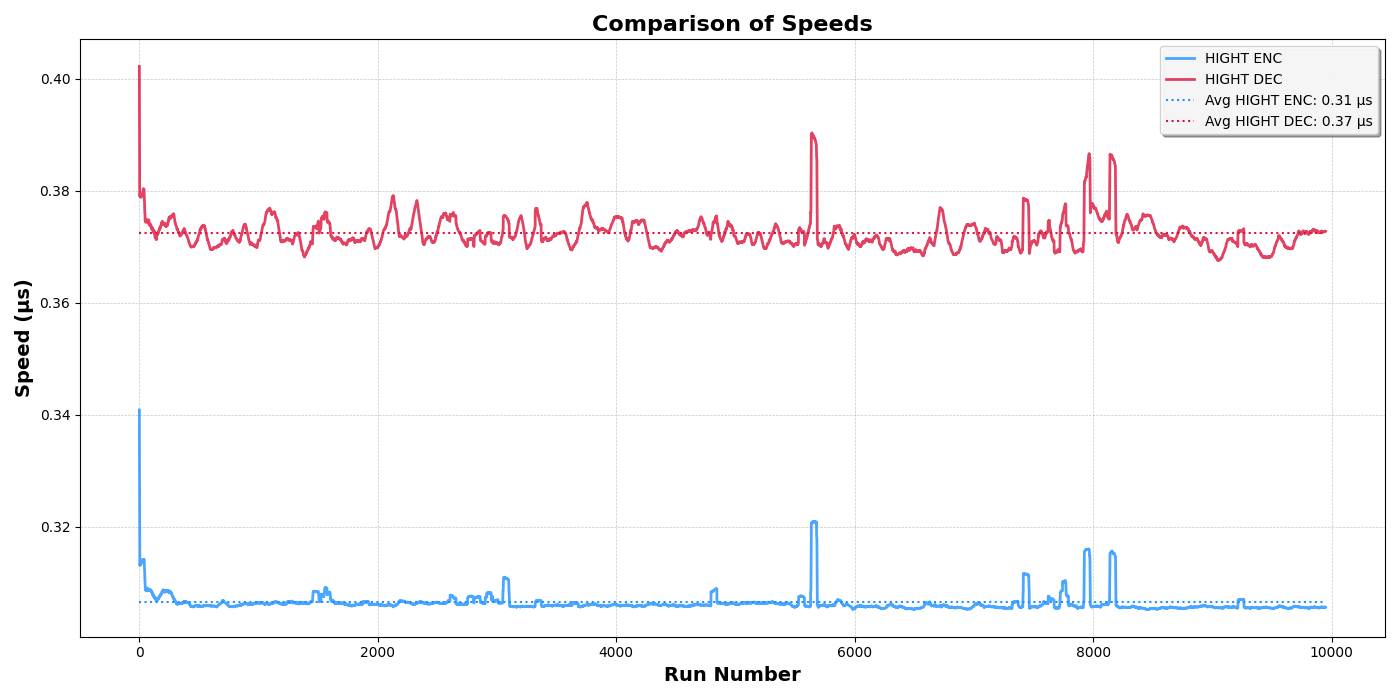 Comparison of Speeds
HIGHT ENC
HIGHT DEC
Avg HIGHT ENC: 0.31 µs
Avg HIGHT DEC: 0.37 µs
Speed (µs)
0.40
0.38
0.36
0.34
0.32
0
2000
4000
6000
8000
10000
Run Number